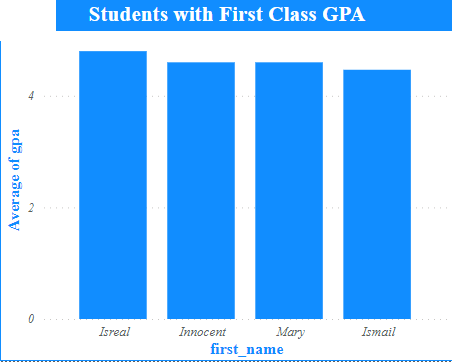 Students with First Class GPA
Average of gpa
4
2
0
Isreal Innocent Mary Ismail
first_name